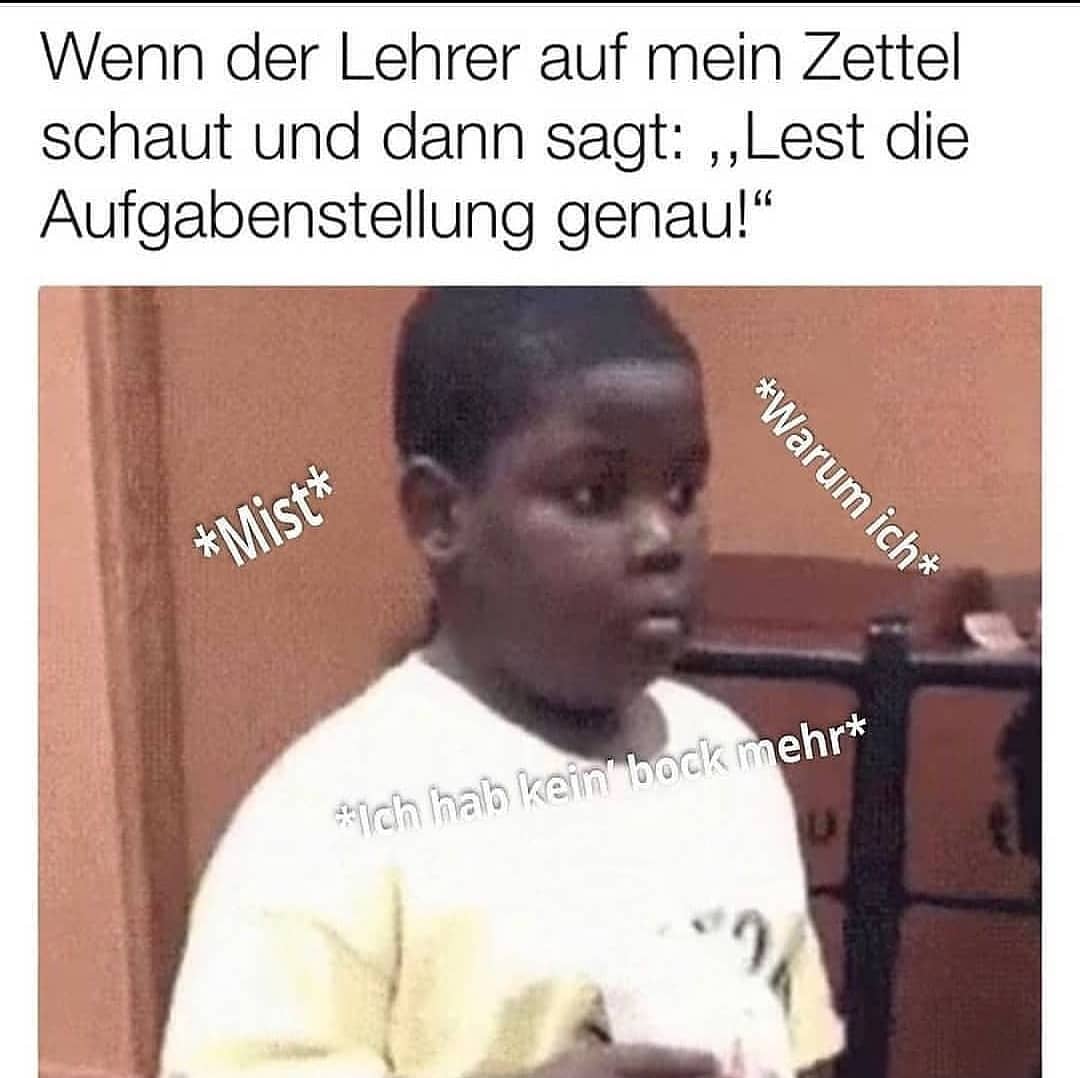 Wenn der Lehrer auf mein Zettel
schaut und dann sagt: ,,Lest die
Aufgabenstellung genau!“
*Mist*
*Warum ich*
*Ich hab kein' bock mehr*